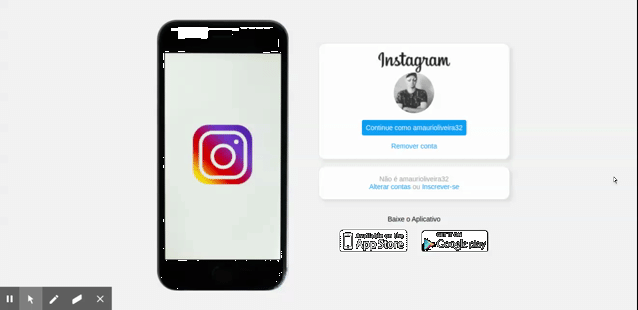 Instagram
Continue como amaurioliveira32
Remover conta
Não é amaurioliveira32
Alterar contas ou Inscrever-se
Baixe o Aplicativo
Available on the
App Store
GET IT ON
Google play